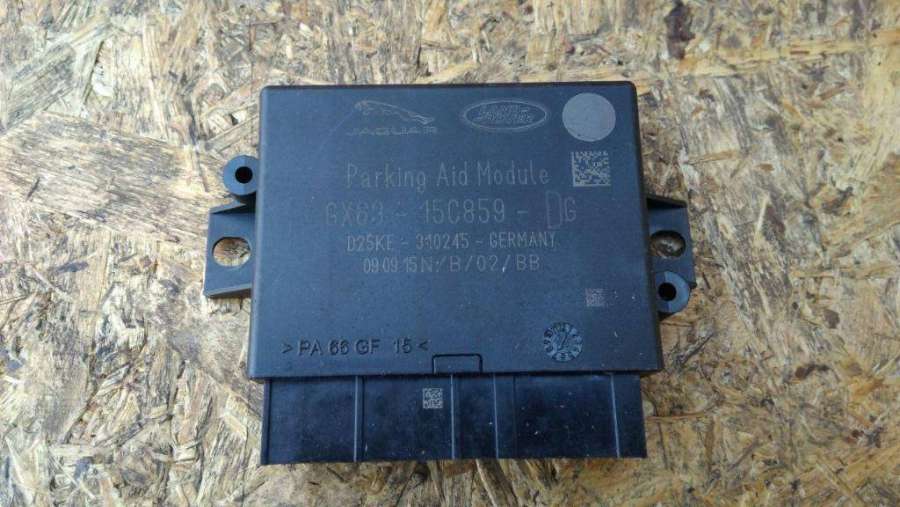 JAGUAR LAND ROVER
Parking Aid Module
GX63 - 15C859 - DG
D2SKE - 310245 - GERMANY
09 09 15 N:/B/02/BB
>PA 66 GF 15<